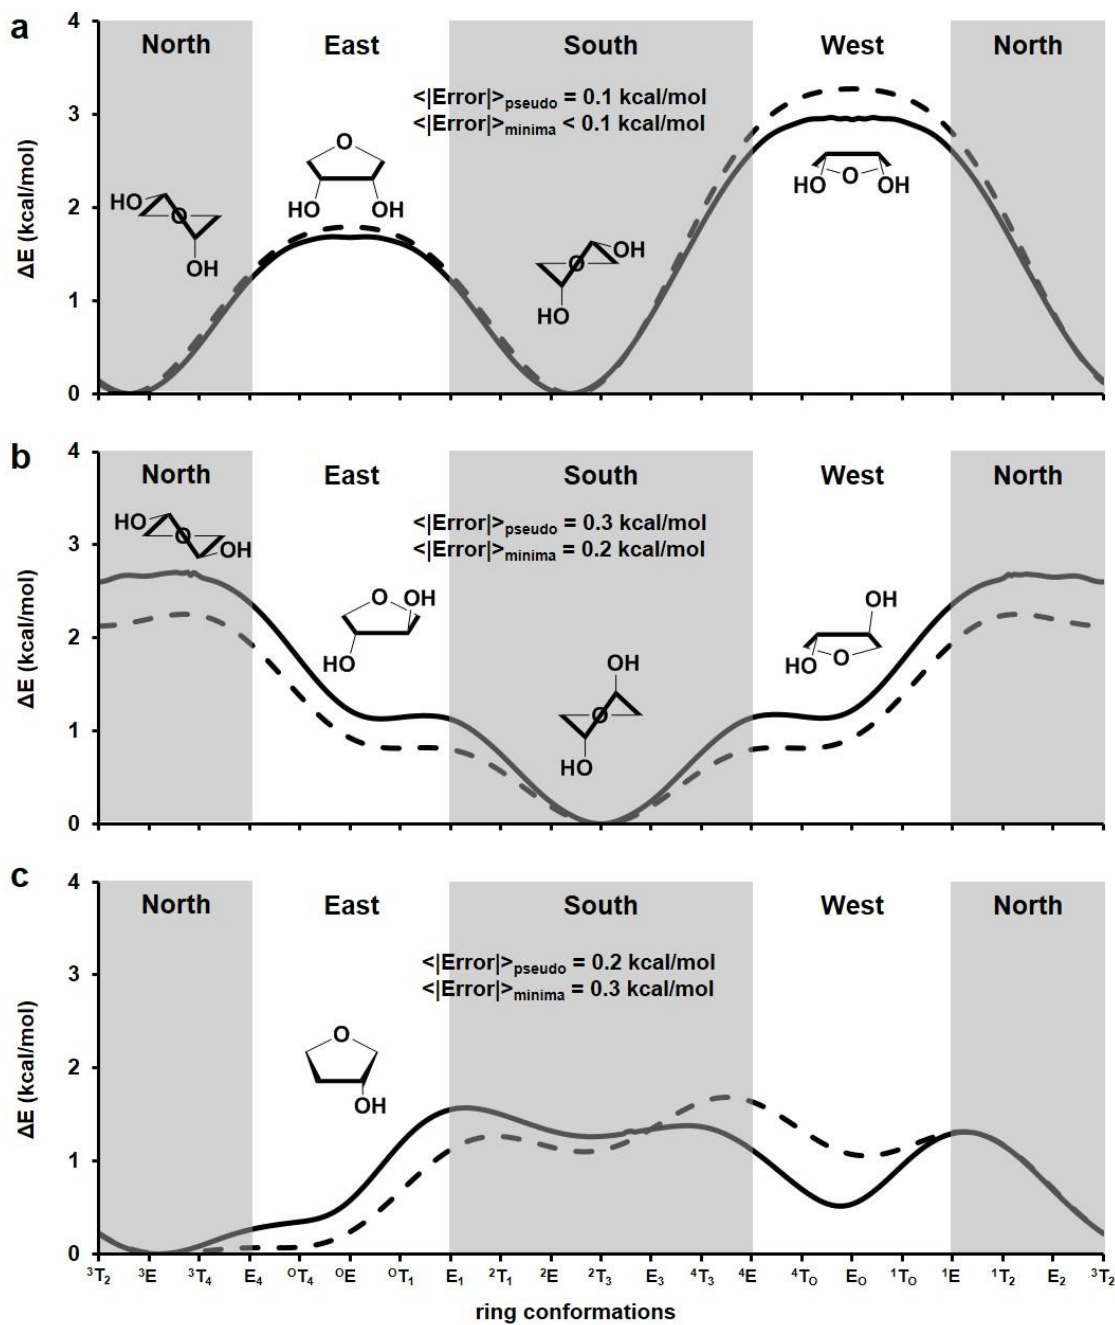 a
North East South West North
<|Error|>pseudo = 0.1 kcal/mol
<|Error|>minima < 0.1 kcal/mol
4
3
2
1
0
ΔE (kcal/mol)
HO O OH
O HO OH
O OH HO
HO O OH
b
North East South West North
<|Error|>pseudo = 0.3 kcal/mol
<|Error|>minima = 0.2 kcal/mol
4
3
2
1
0
ΔE (kcal/mol)
HO O OH
O OH HO
OH O HO
OH HO O
c
North East South West North
<|Error|>pseudo = 0.2 kcal/mol
<|Error|>minima = 0.3 kcal/mol
4
3
2
1
0
ΔE (kcal/mol)
O OH
³T₂ ³E ³T₄ E₄ ᴼT₄ ᴼE ᴼT₁ E₁ ²T₁ ²E ²T₃ E₃ ⁴T₃ ⁴E ⁴Tₒ Eₒ ¹Tₒ ¹E ¹T₂ E₂ ³T₂
ring conformations